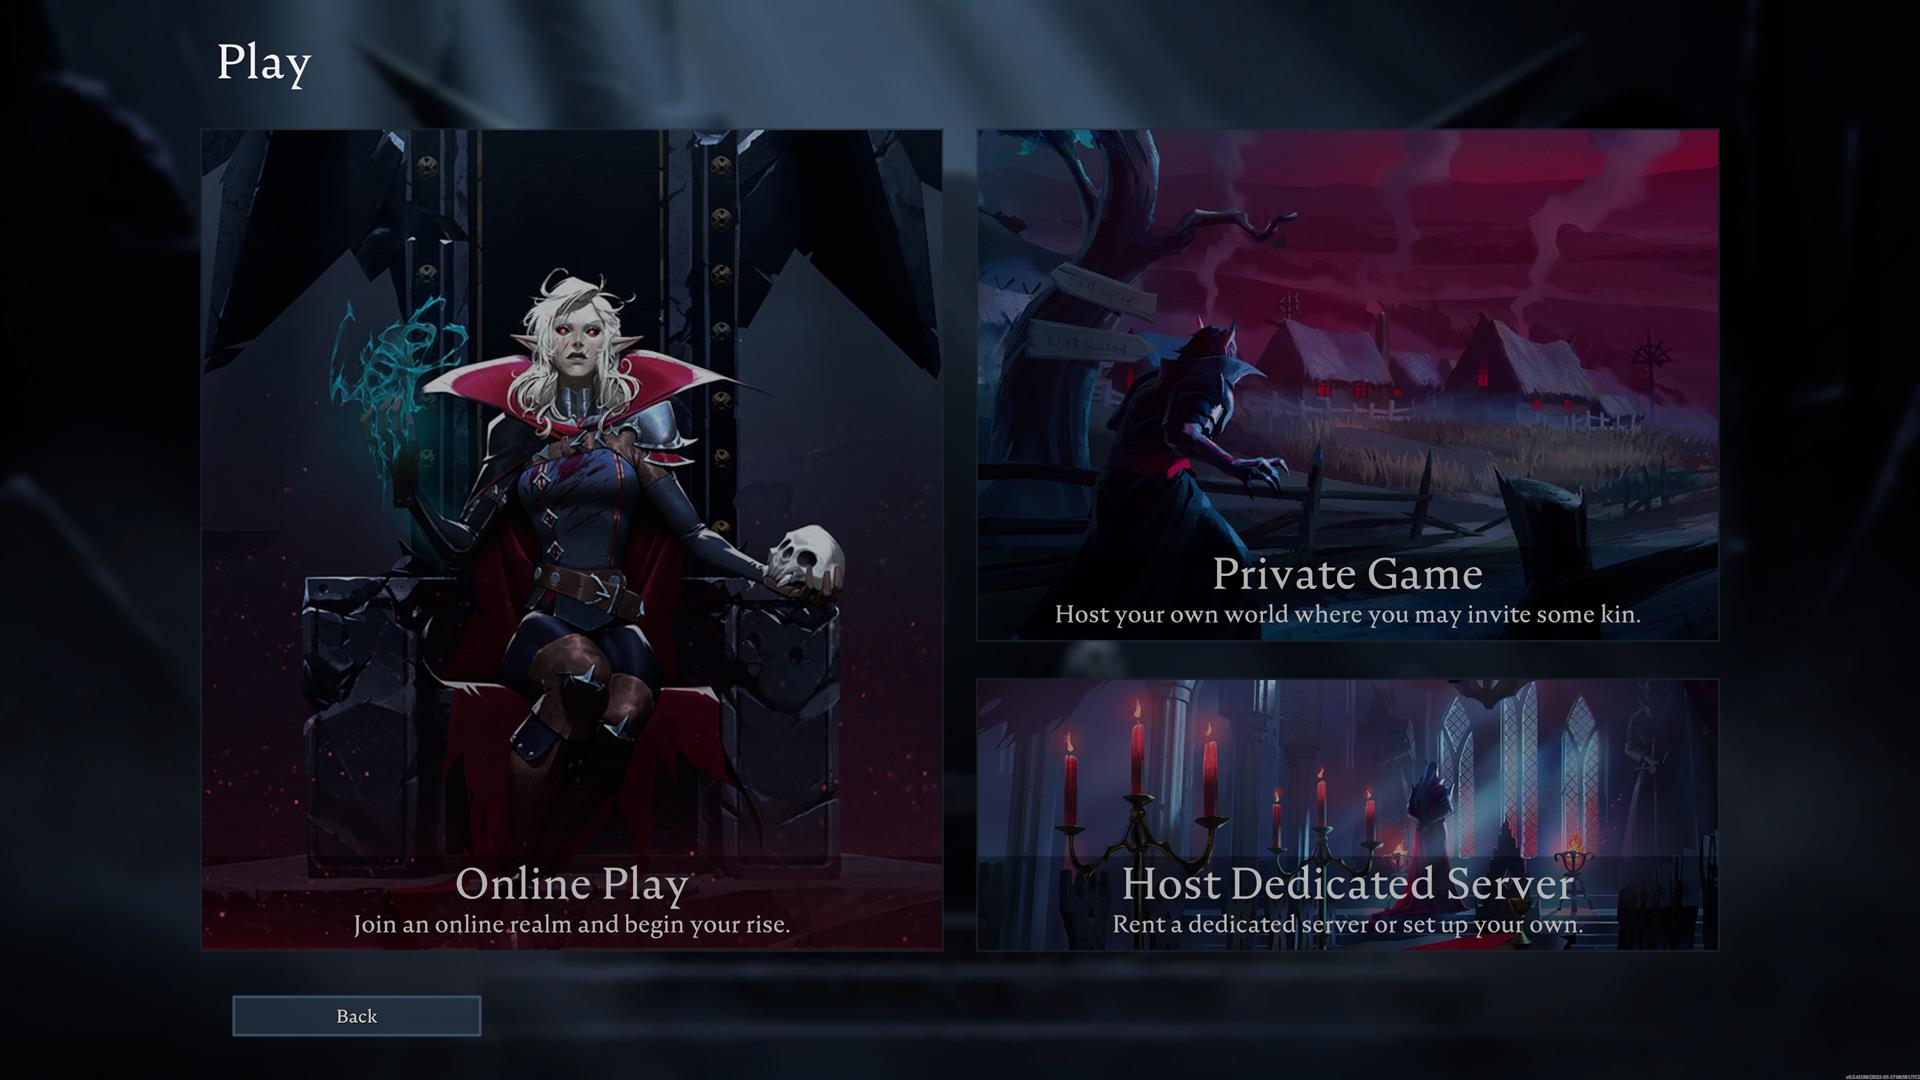 Play
Online Play
Join an online realm and begin your rise.
Private Game
Host your own world where you may invite some kin.
Host Dedicated Server
Rent a dedicated server or set up your own.
Back